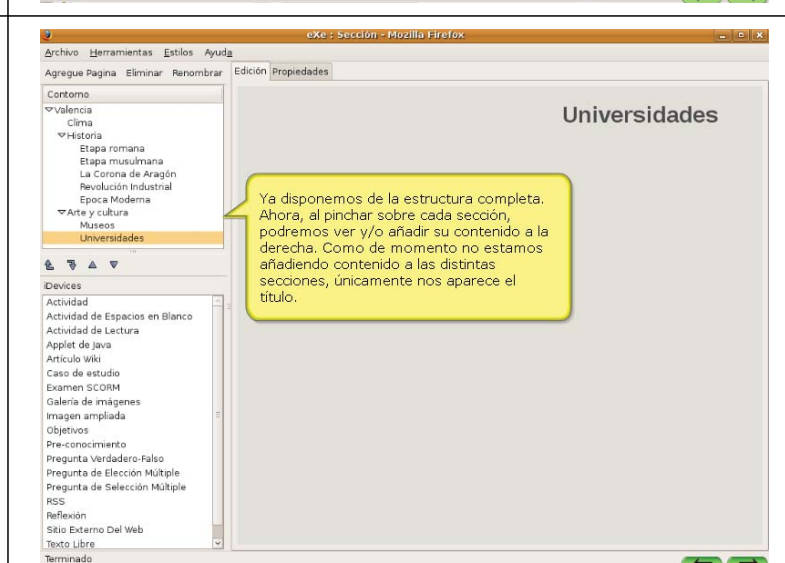 eXe : Sección - Mozilla Firefox
Archivo Herramientas Estilos Ayuda
Agregue Pagina Eliminar Renombrar
Edición Propiedades
Contorno
Valencia
Clima
Historia
Etapa romana
Etapa musulmana
La Corona de Aragón
Revolución Industrial
Epoca Moderna
Arte y cultura
Museos
Universidades
Universidades
Ya disponemos de la estructura completa.
Ahora, al pinchar sobre cada sección,
podremos ver y/o añadir su contenido a la
derecha. Como de momento no estamos
añadiendo contenido a las distintas
secciones, únicamente nos aparece el
título.
iDevices
Actividad
Actividad de Espacios en Blanco
Actividad de Lectura
Applet de Java
Artículo Wiki
Caso de estudio
Examen SCORM
Galería de imágenes
Imagen ampliada
Objetivos
Pre-conocimiento
Pregunta Verdadero-Falso
Pregunta de Elección Múltiple
Pregunta de Selección Múltiple
RSS
Reflexión
Sitio Externo Del Web
Texto Libre
Terminado